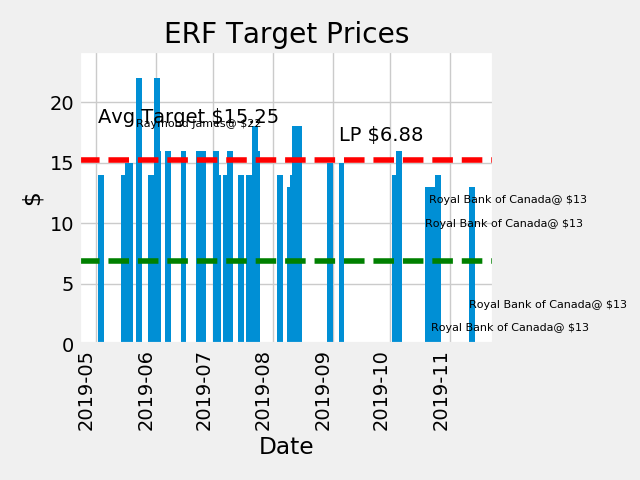 ERF Target Prices
Avg Target $15.25
Raymond James@ $22
LP $6.88
Royal Bank of Canada@ $13
Royal Bank of Canada@ $13
Royal Bank of Canada@ $13
Royal Bank of Canada@ $13
$
20
15
10
5
0
2019-05
2019-06
2019-07
2019-08
2019-09
2019-10
2019-11
Date